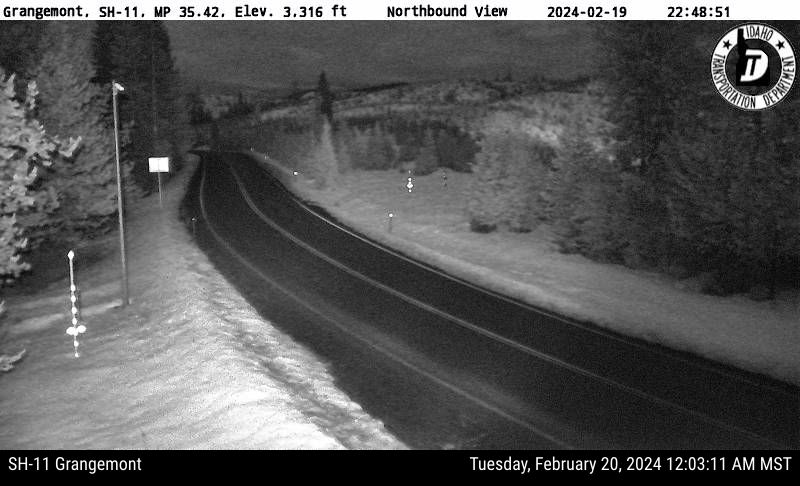 Grangemont, SH-11, MP 35.42, Elev. 3,316 ft Northbound View 2024-02-19 22:48:51
IDAHO
TRANSPORTATION DEPARTMENT
SH-11 Grangemont Tuesday, February 20, 2024 12:03:11 AM MST